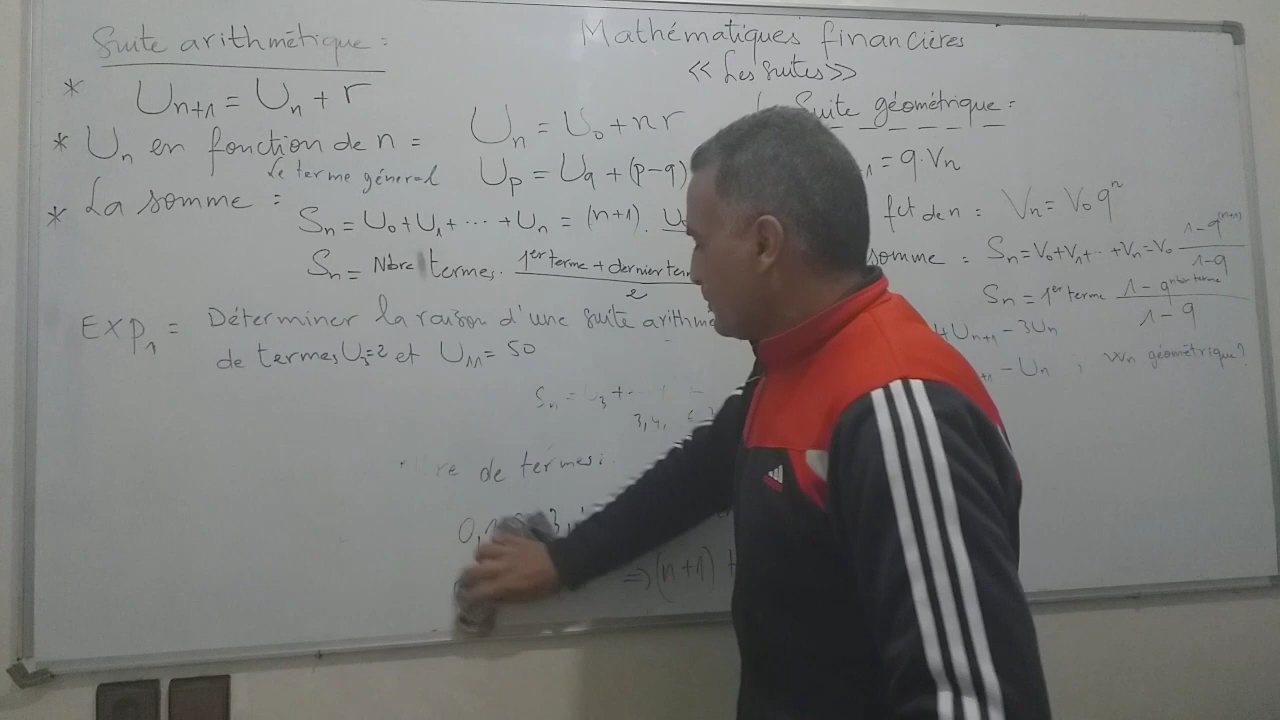 Mathématiques financières
<< Les suites >>
Suite arithmétique :
* Un+1 = Un + r
* Un en fonction de n = Un = U0 + nr
Le terme général Up = Uq + (p-q)
* La somme :
Sn = U0 + U1 + ... + Un = (n+1).
Sn = Nbre termes. 1er terme + dernier / 2
EXP1 = Déterminer la raison d'une suite
de termes U3=2 et U11 = 50
de termes
=> (n+1)
Suite géométrique :
= q.Vn
fct de n : Vn = V0 q^n
somme : Sn = V0+V1+..+Vn = V0 1-q^(n+1) / 1-q
Sn = 1er terme 1 - q^nbr terme / 1 - q
Un+1 - 3Un
- Un , Wn géométrique?